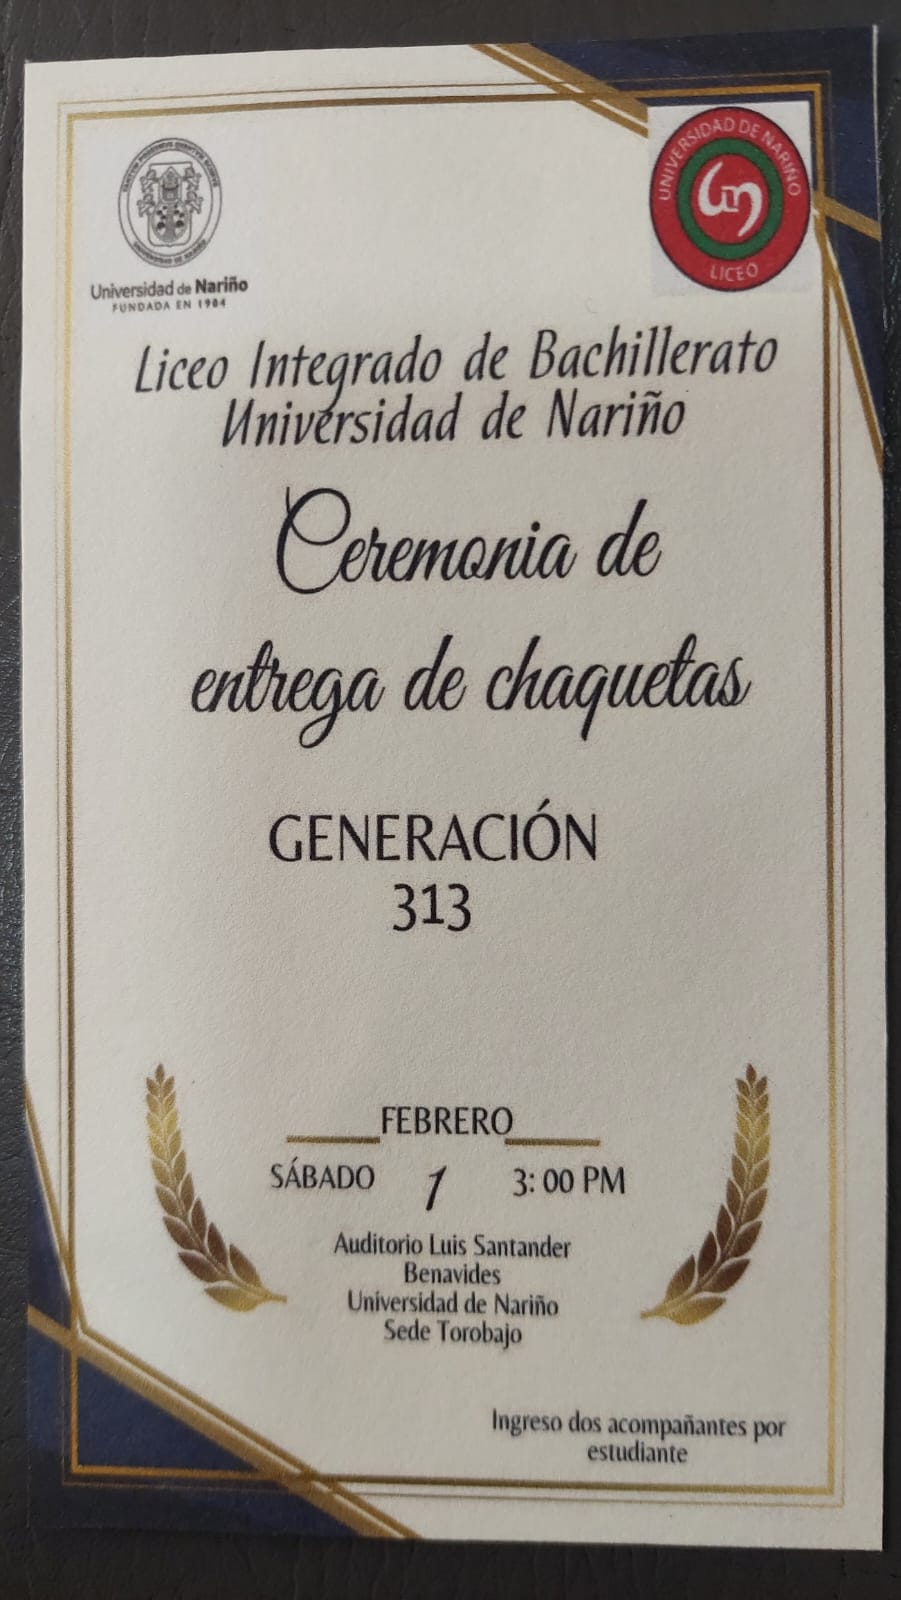 Universidad de Nariño
FUNDADA EN 1904
UNIVERSIDAD DE NARIÑO
LICEO
Liceo Integrado de Bachillerato
Universidad de Nariño
Ceremonia de
entrega de chaquetas
GENERACIÓN
313
FEBRERO
SÁBADO 1 3: 00 PM
Auditorio Luis Santander
Benavides
Universidad de Nariño
Sede Torobajo
Ingreso dos acompañantes por
estudiante